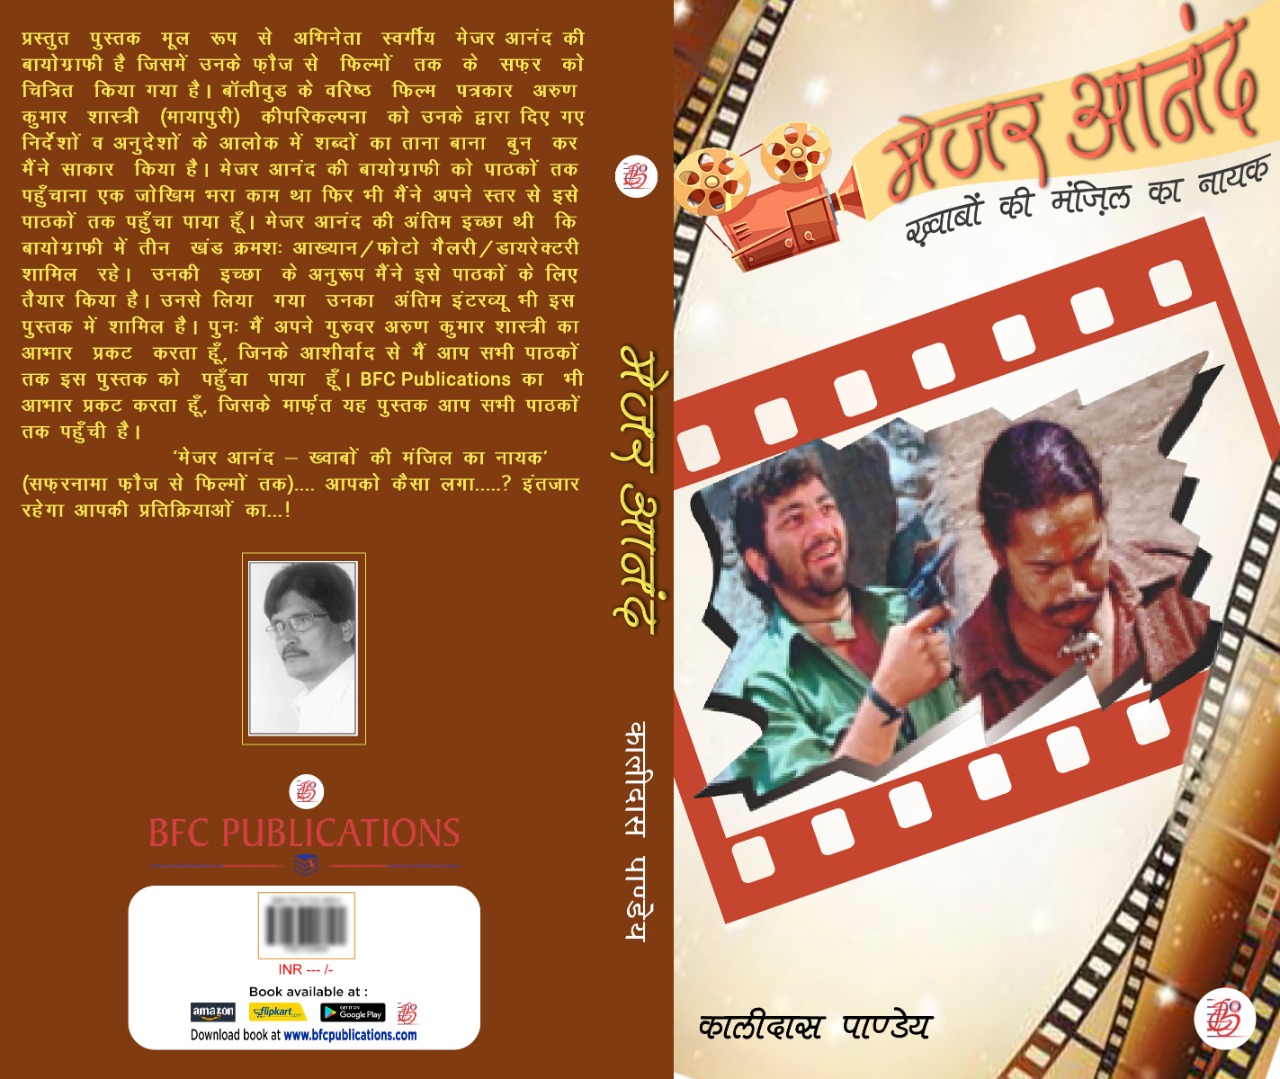 प्रस्तुत पुस्तक मूल रूप से अभिनेता स्वर्गीय मेजर आनंद की
बायोग्राफी है जिसमें उनके फ़ौज से फिल्मों तक के सफ़र को
चित्रित किया गया है। बॉलीवुड के वरिष्ठ फिल्म पत्रकार अरुण
कुमार शास्त्री (मायापुरी) कीपरिकल्पना को उनके द्वारा दिए गए
निर्देशों व अनुदेशों के आलोक में शब्दों का ताना बाना बुन कर
मैंने साकार किया है। मेजर आनंद की बायोग्राफी को पाठकों तक
पहुँचाना एक जोखिम भरा काम था फिर भी मैंने अपने स्तर से इसे
पाठकों तक पहुँचा पाया हूँ। मेजर आनंद की अंतिम इच्छा थी कि
बायोग्राफी में तीन खंड क्रमशः आख्यान/फोटो गैलरी/डायरेक्टरी
शामिल रहे। उनकी इच्छा के अनुरूप मैंने इसे पाठकों के लिए
तैयार किया है। उनसे लिया गया उनका अंतिम इंटरव्यू भी इस
पुस्तक में शामिल है। पुनः मैं अपने गुरुवर अरुण कुमार शास्त्री का
आभार प्रकट करता हूँ, जिनके आशीर्वाद से मैं आप सभी पाठकों
तक इस पुस्तक को पहुँचा पाया हूँ। BFC Publications का भी
आभार प्रकट करता हूँ, जिसके मार्फ़त यह पुस्तक आप सभी पाठकों
तक पहुँची है।
'मेजर आनंद – ख्वाबों की मंजिल का नायक'
(सफ़रनामा फ़ौज से फिल्मों तक).... आपको कैसा लगा.....? इंतजार
रहेगा आपकी प्रतिक्रियाओं का...!
BFC PUBLICATIONS
INR --- /-
Book available at :
amazon
flipkart.com
GET IT ON
Google Play
Download book at www.bfcpublications.com
मेजर आनंद
कालीदास पाण्डेय
मेजर आनंद
ख़्वाबों की मंज़िल का नायक
कालीदास पाण्डेय